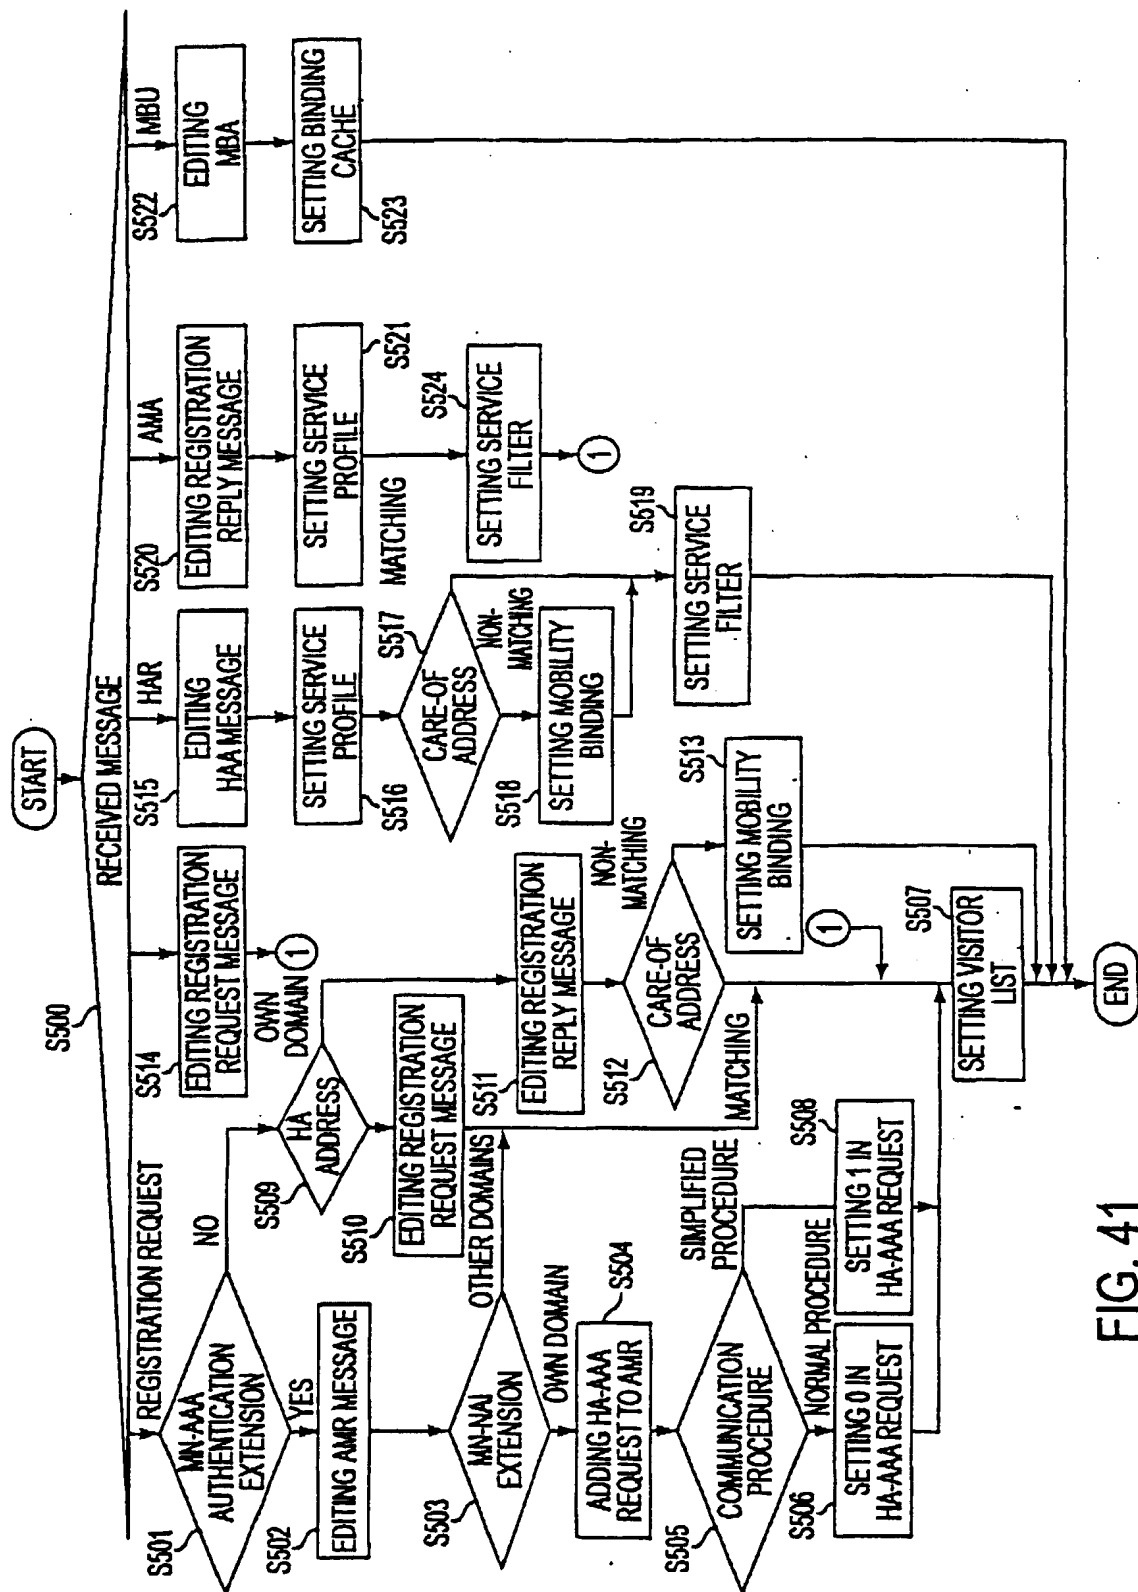 START
RECEIVED MESSAGE
S500
REGISTRATION REQUEST
MN-AAA
AUTHENTICATION
EXTENSION
S501
NO
YES
EDITING AMR MESSAGE
S502
MN-NAI
EXTENSION
S503
OTHER DOMAINS
OWN DOMAIN
ADDING HA-AAA
REQUEST TO AMR
S504
COMMUNICATION
PROCEDURE
S505
SIMPLIFIED
PROCEDURE
NORMAL PROCEDURE
SETTING 0 IN
HA-AAA REQUEST
S506
SETTING 1 IN
HA-AAA REQUEST
S508
HA
ADDRESS
S509
OWN
DOMAIN
EDITING REGISTRATION
REQUEST MESSAGE
S510
EDITING REGISTRATION
REPLY MESSAGE
S511
CARE-OF
ADDRESS
S512
NON-
MATCHING
MATCHING
SETTING MOBILITY
BINDING
S513
1
SETTING VISITOR
LIST
S507
EDITING REGISTRATION
REQUEST MESSAGE
S514
1
HAR
EDITING
HAA MESSAGE
S515
SETTING SERVICE
PROFILE
S516
CARE-OF
ADDRESS
S517
MATCHING
NON-
MATCHING
SETTING MOBILITY
BINDING
S518
SETTING SERVICE
FILTER
S519
AMA
EDITING REGISTRATION
REPLY MESSAGE
S520
SETTING SERVICE
PROFILE
S521
SETTING SERVICE
FILTER
S524
1
MBU
EDITING
MBA
S522
SETTING BINDING
CACHE
S523
END
FIG. 41